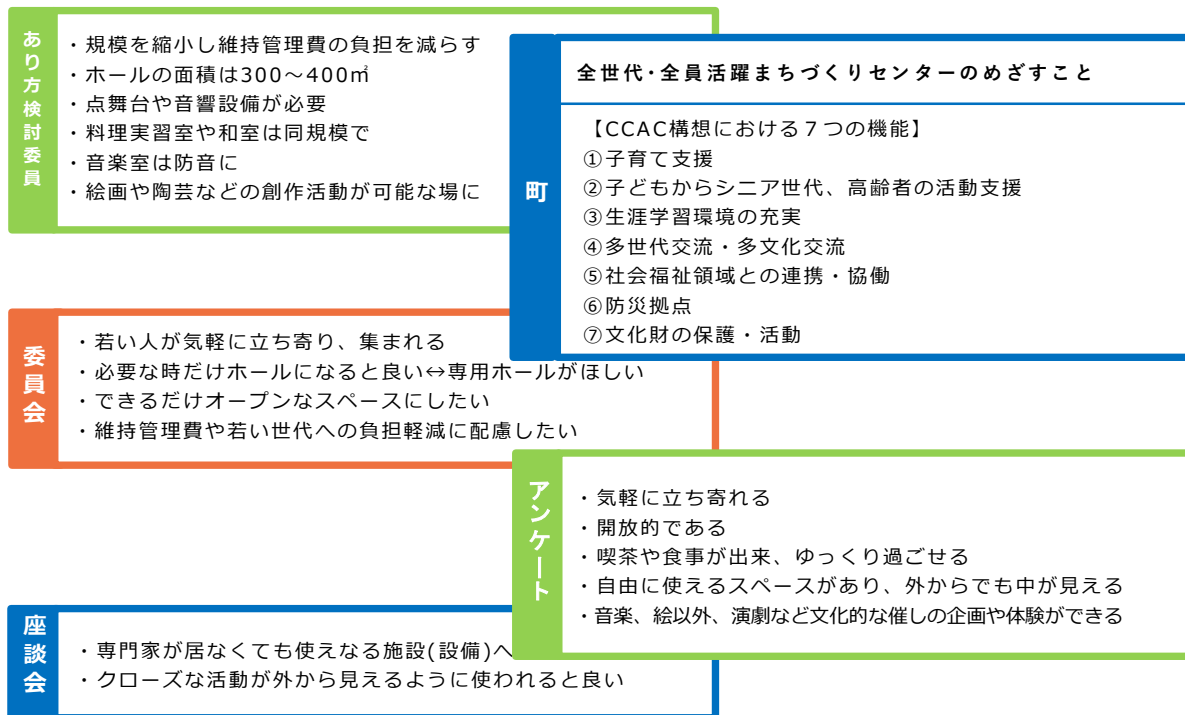 あり方検討委員
・規模を縮小し維持管理費の負担を減らす
・ホールの面積は300～400㎡
・点舞台や音響設備が必要
・料理実習室や和室は同規模で
・音楽室は防音に
・絵画や陶芸などの創作活動が可能な場に
町
全世代・全員活躍まちづくりセンターのめざすこと
【CCAC構想における７つの機能】
①子育て支援
②子どもからシニア世代、高齢者の活動支援
③生涯学習環境の充実
④多世代交流・多文化交流
⑤社会福祉領域との連携・協働
⑥防災拠点
⑦文化財の保護・活動
委員会
・若い人が気軽に立ち寄り、集まれる
・必要な時だけホールになると良い↔専用ホールがほしい
・できるだけオープンなスペースにしたい
・維持管理費や若い世代への負担軽減に配慮したい
アンケート
・気軽に立ち寄れる
・開放的である
・喫茶や食事が出来、ゆっくり過ごせる
・自由に使えるスペースがあり、外からでも中が見える
・音楽、絵以外、演劇など文化的な催しの企画や体験ができる
座談会
・専門家が居なくても使えなる施設(設備)へ
・クローズな活動が外から見えるように使われると良い